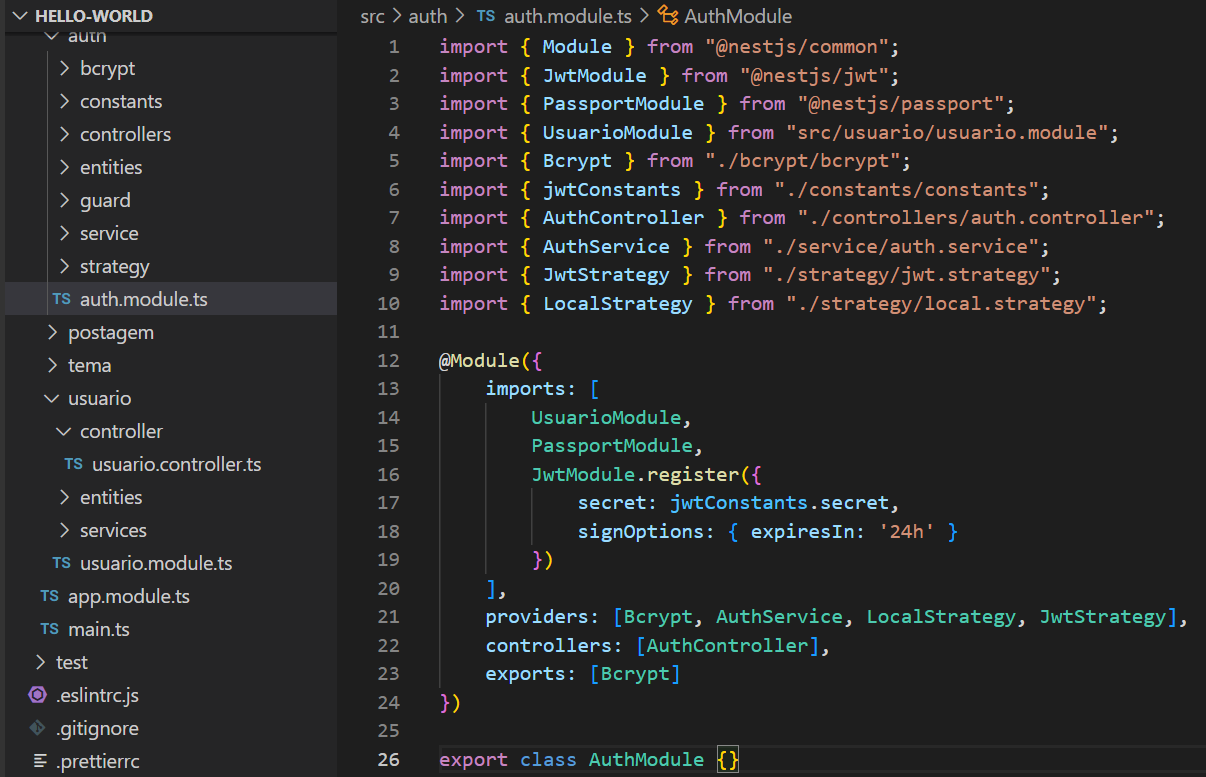 HELLO-WORLD
auth
bcrypt
constants
controllers
entities
guard
service
strategy
TS auth.module.ts
postagem
tema
usuario
controller
TS usuario.controller.ts
entities
services
TS usuario.module.ts
TS app.module.ts
TS main.ts
test
.eslintrc.js
.gitignore
.prettierrc
src > auth > TS auth.module.ts > AuthModule
1 import { Module } from "@nestjs/common";
2 import { JwtModule } from "@nestjs/jwt";
3 import { PassportModule } from "@nestjs/passport";
4 import { UsuarioModule } from "src/usuario/usuario.module";
5 import { Bcrypt } from "./bcrypt/bcrypt";
6 import { jwtConstants } from "./constants/constants";
7 import { AuthController } from "./controllers/auth.controller";
8 import { AuthService } from "./service/auth.service";
9 import { JwtStrategy } from "./strategy/jwt.strategy";
10 import { LocalStrategy } from "./strategy/local.strategy";
11
12 @Module({
13     imports: [
14         UsuarioModule,
15         PassportModule,
16         JwtModule.register({
17             secret: jwtConstants.secret,
18             signOptions: { expiresIn: '24h' }
19         })
20     ],
21     providers: [Bcrypt, AuthService, LocalStrategy, JwtStrategy],
22     controllers: [AuthController],
23     exports: [Bcrypt]
24 })
25
26 export class AuthModule {}